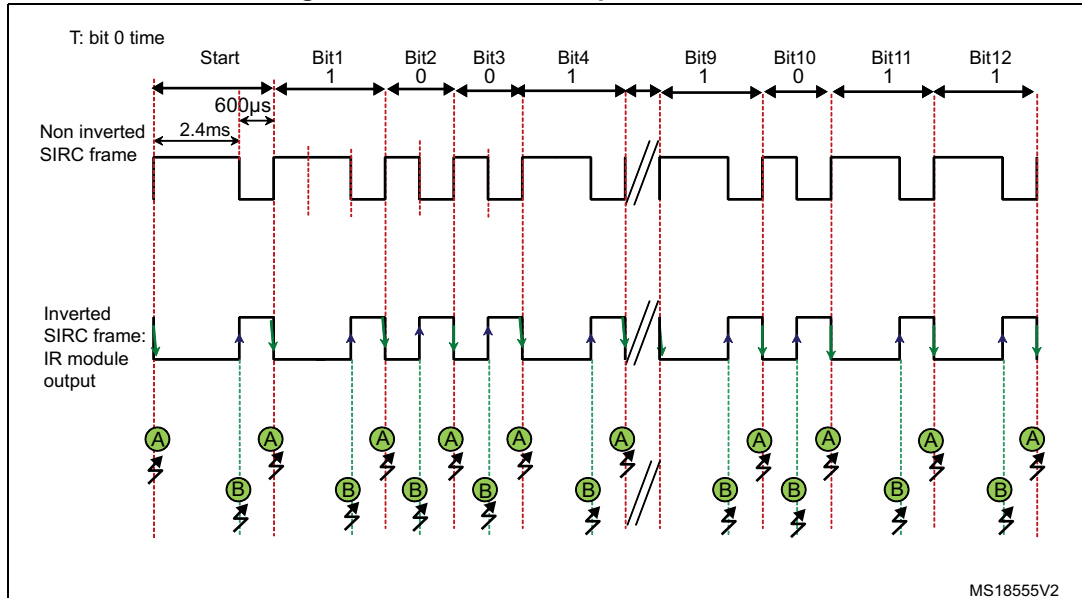 T: bit 0 time
Start Bit1 Bit2 Bit3 Bit4 Bit9 Bit10 Bit11 Bit12
1 0 0 1 1 0 1 1
600µs
2.4ms
Non inverted
SIRC frame
Inverted
SIRC frame:
IR module
output
A A A A A A A A A A
B B B B B B B B B
MS18555V2